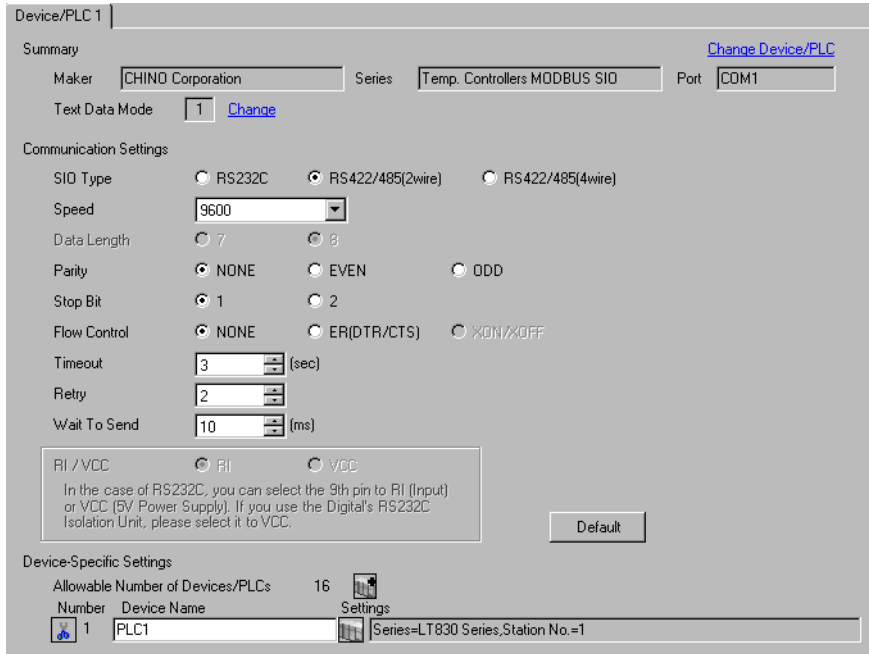 Device/PLC 1
Summary
Change Device/PLC
Maker CHINO Corporation Series Temp. Controllers MODBUS SIO Port COM1
Text Data Mode 1 Change
Communication Settings
SIO Type RS232C RS422/485(2wire) RS422/485(4wire)
Speed 9600
Data Length 7 8
Parity NONE EVEN ODD
Stop Bit 1 2
Flow Control NONE ER(DTR/CTS) XON/XOFF
Timeout 3 (sec)
Retry 2
Wait To Send 10 (ms)
RI / VCC RI VCC
In the case of RS232C, you can select the 9th pin to RI (Input)
or VCC (5V Power Supply). If you use the Digital's RS232C
Isolation Unit, please select it to VCC.
Default
Device-Specific Settings
Allowable Number of Devices/PLCs 16
Number Device Name Settings
1 PLC1 Series=LT830 Series,Station No.=1